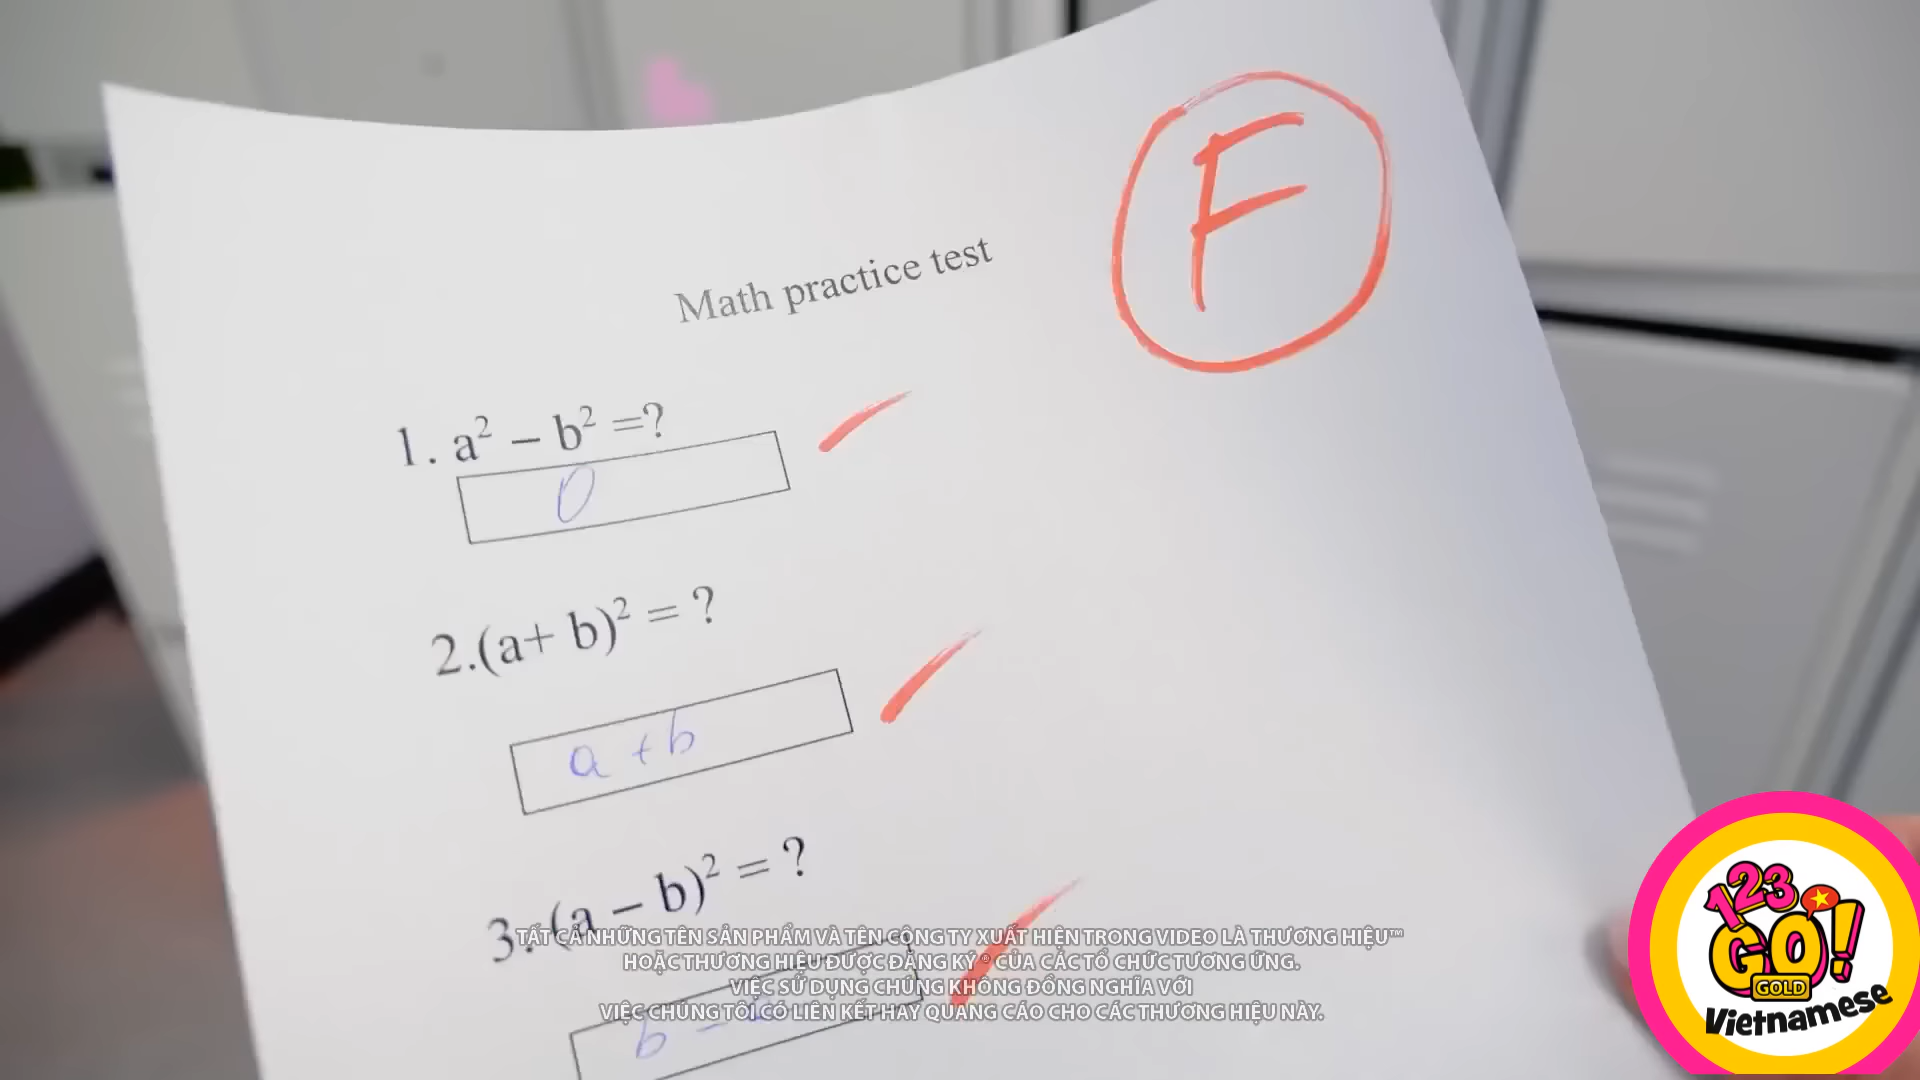 F
Math practice test
1. a² – b² =?
0
2.(a+ b)² = ?
a + b
3.(a – b)² = ?
b –
TẤT CẢ NHỮNG TÊN SẢN PHẨM VÀ TÊN CÔNG TY XUẤT HIỆN TRONG VIDEO LÀ THƯƠNG HIỆU™
HOẶC THƯƠNG HIỆU ĐƯỢC ĐĂNG KÝ ® CỦA CÁC TỔ CHỨC TƯƠNG ỨNG.
VIỆC SỬ DỤNG CHÚNG KHÔNG ĐỒNG NGHĨA VỚI
VIỆC CHÚNG TÔI CÓ LIÊN KẾT HAY QUẢNG CÁO CHO CÁC THƯƠNG HIỆU NÀY.
123
GO!
GOLD
Vietnamese